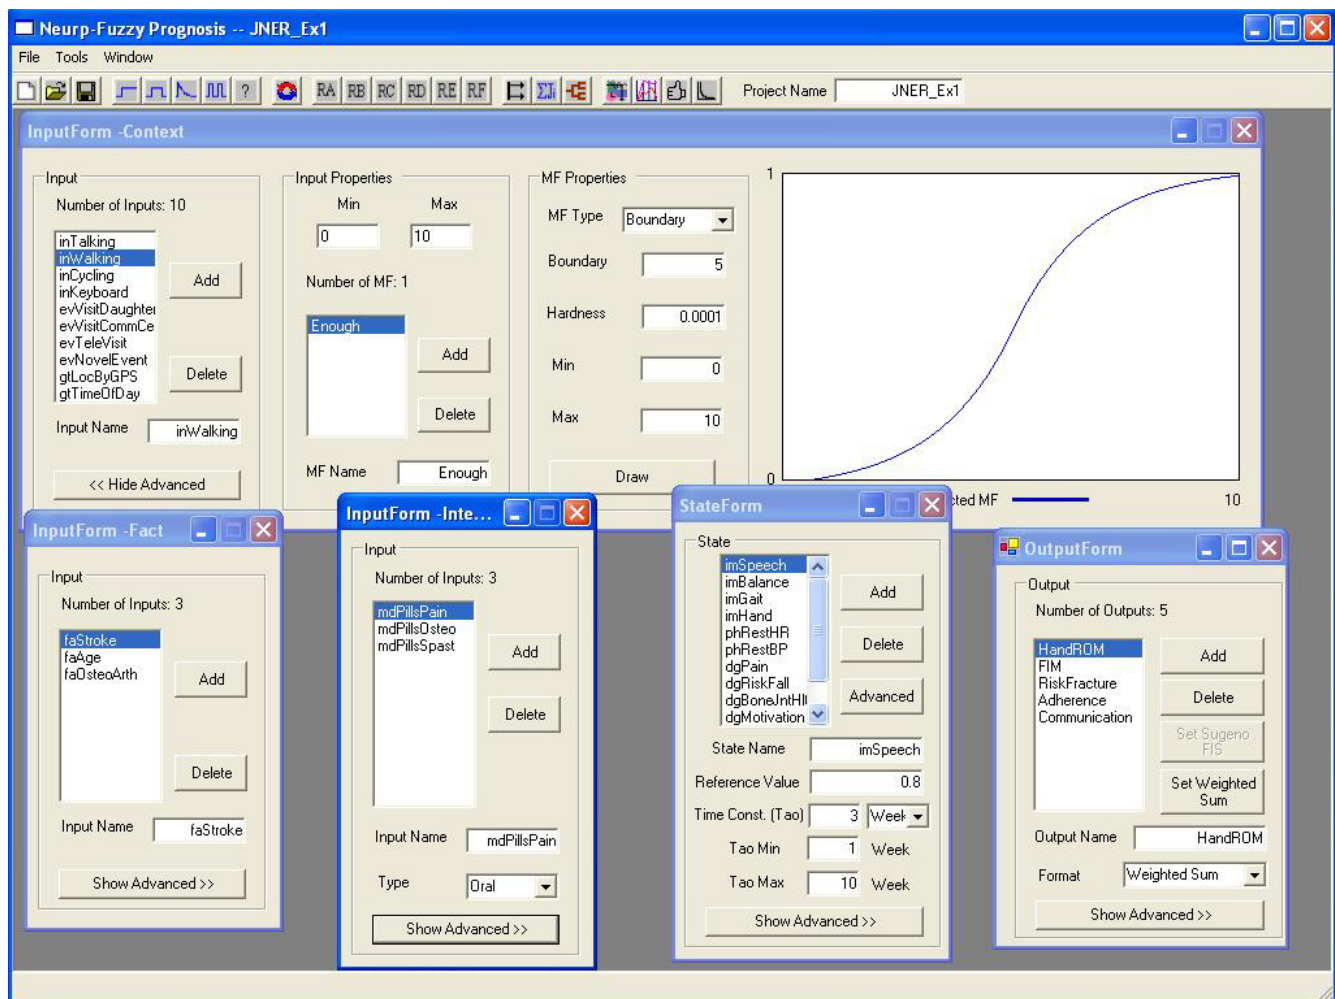 Neurp-Fuzzy Prognosis -- JNER_Ex1
File Tools Window
? RA RB RC RD RE RF ΣJi Project Name JNER_Ex1
InputForm -Context
Input
Number of Inputs: 10
inTalking
inWalking
inCycling
inKeyboard
evVisitDaughter
evVisitCommCe
evTeleVisit
evNovelEvent
gtLocByGPS
gtTimeOfDay
Add
Delete
Input Name inWalking
<< Hide Advanced
Input Properties
Min Max
0 10
Number of MF: 1
Enough
Add
Delete
MF Name Enough
MF Properties
MF Type Boundary
Boundary 5
Hardness 0.0001
Min 0
Max 10
Draw
1
0
cted MF 10
InputForm -Fact
Input
Number of Inputs: 3
faStroke
faAge
faOsteoArth
Add
Delete
Input Name faStroke
Show Advanced >>
InputForm -Inte...
Input
Number of Inputs: 3
mdPillsPain
mdPillsOsteo
mdPillsSpast
Add
Delete
Input Name mdPillsPain
Type Oral
Show Advanced >>
StateForm
State
imSpeech
imBalance
imGait
imHand
phRestHR
phRestBP
dgPain
dgRiskFall
dgBoneJntHl
dgMotivation
Add
Delete
Advanced
State Name imSpeech
Reference Value 0.8
Time Const. (Tao) 3 Week
Tao Min 1 Week
Tao Max 10 Week
Show Advanced >>
OutputForm
Output
Number of Outputs: 5
HandROM
FIM
RiskFracture
Adherence
Communication
Add
Delete
Set Sugeno
FIS
Set Weighted
Sum
Output Name HandROM
Format Weighted Sum
Show Advanced >>